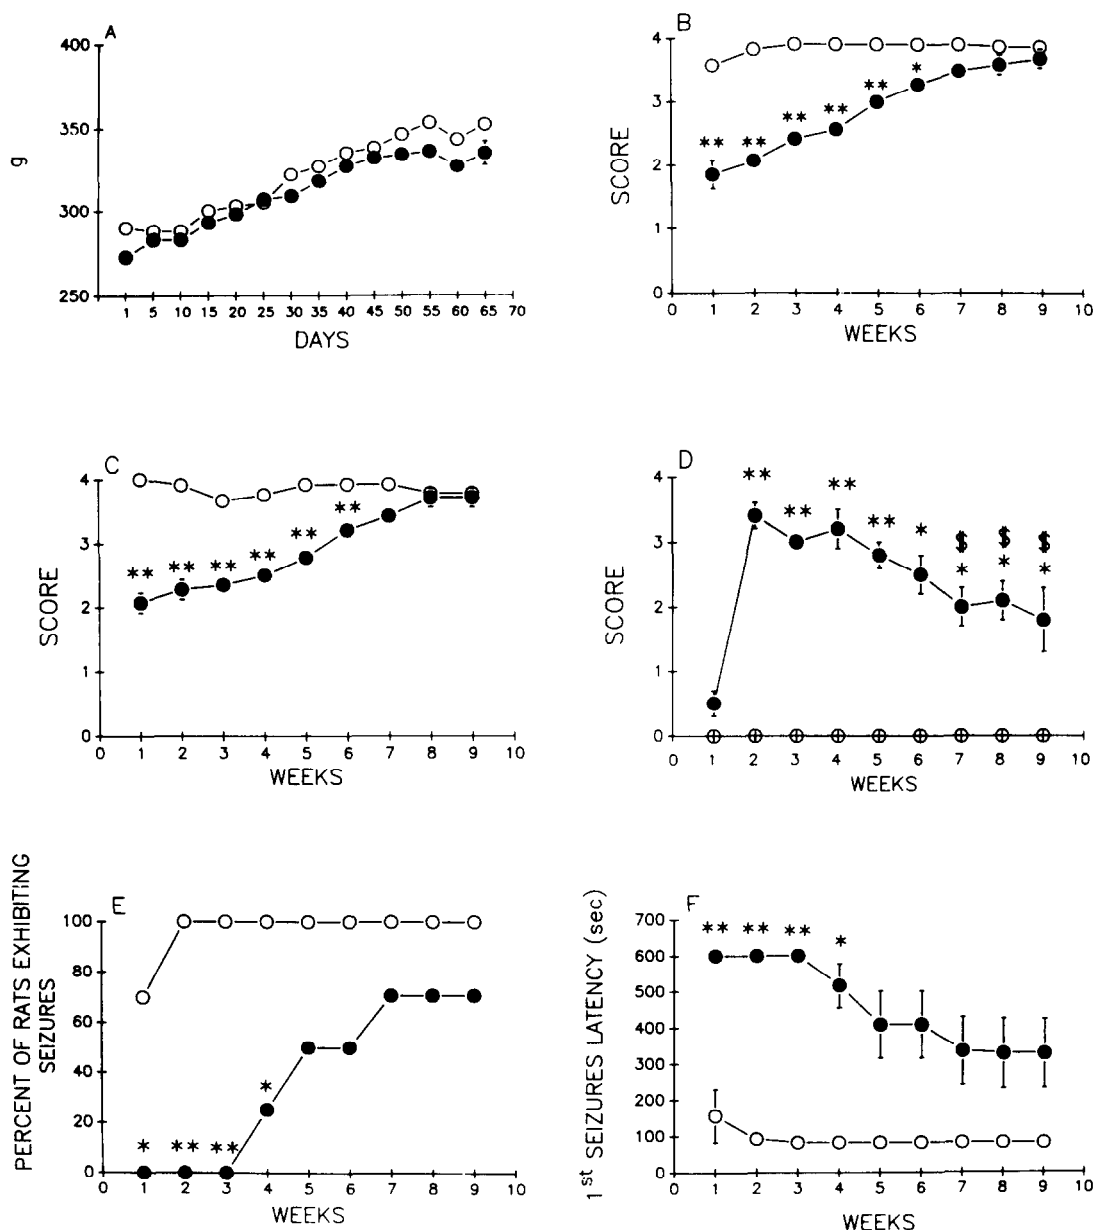 A
400
350
300
250
g
1 5 10 15 20 25 30 35 40 45 50 55 60 65 70
DAYS
B
4
3
2
1
0
SCORE
** ** ** ** ** *
0 1 2 3 4 5 6 7 8 9 10
WEEKS
C
4
3
2
1
0
SCORE
** ** ** ** ** **
0 1 2 3 4 5 6 7 8 9 10
WEEKS
D
4
3
2
1
0
SCORE
** ** ** ** * $ * $ * $ *
0 1 2 3 4 5 6 7 8 9 10
WEEKS
E
100
80
60
40
20
0
PERCENT OF RATS EXHIBITING
SEIZURES
* ** ** *
0 1 2 3 4 5 6 7 8 9 10
WEEKS
F
700
600
500
400
300
200
100
0
1st SEIZURES LATENCY (sec)
** ** ** *
0 1 2 3 4 5 6 7 8 9 10
WEEKS